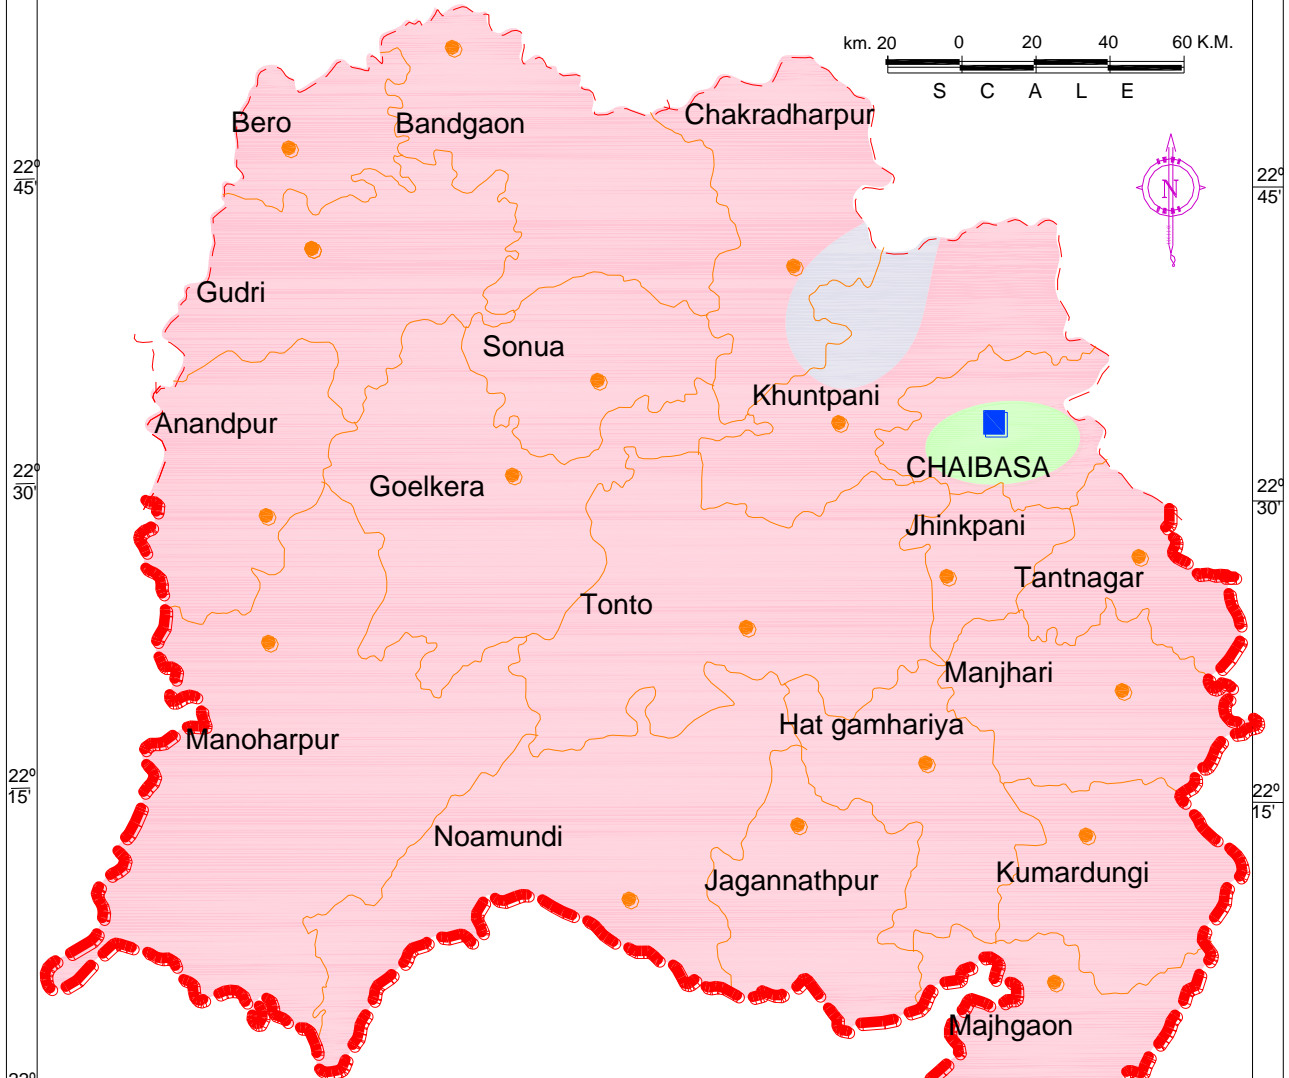 km. 20 0 20 40 60 K.M.
S C A L E
Chakradharpur
Bero
Bandgaon
22º
45'
22º
45'
N
Gudri
Sonua
Khuntpani
Anandpur
CHAIBASA
22º
30'
Goelkera
22º
30'
Jhinkpani
Tantnagar
Tonto
Manjhari
Hat gamhariya
Manoharpur
22º
15'
22º
15'
Noamundi
Kumardungi
Jagannathpur
Majhgaon
22º